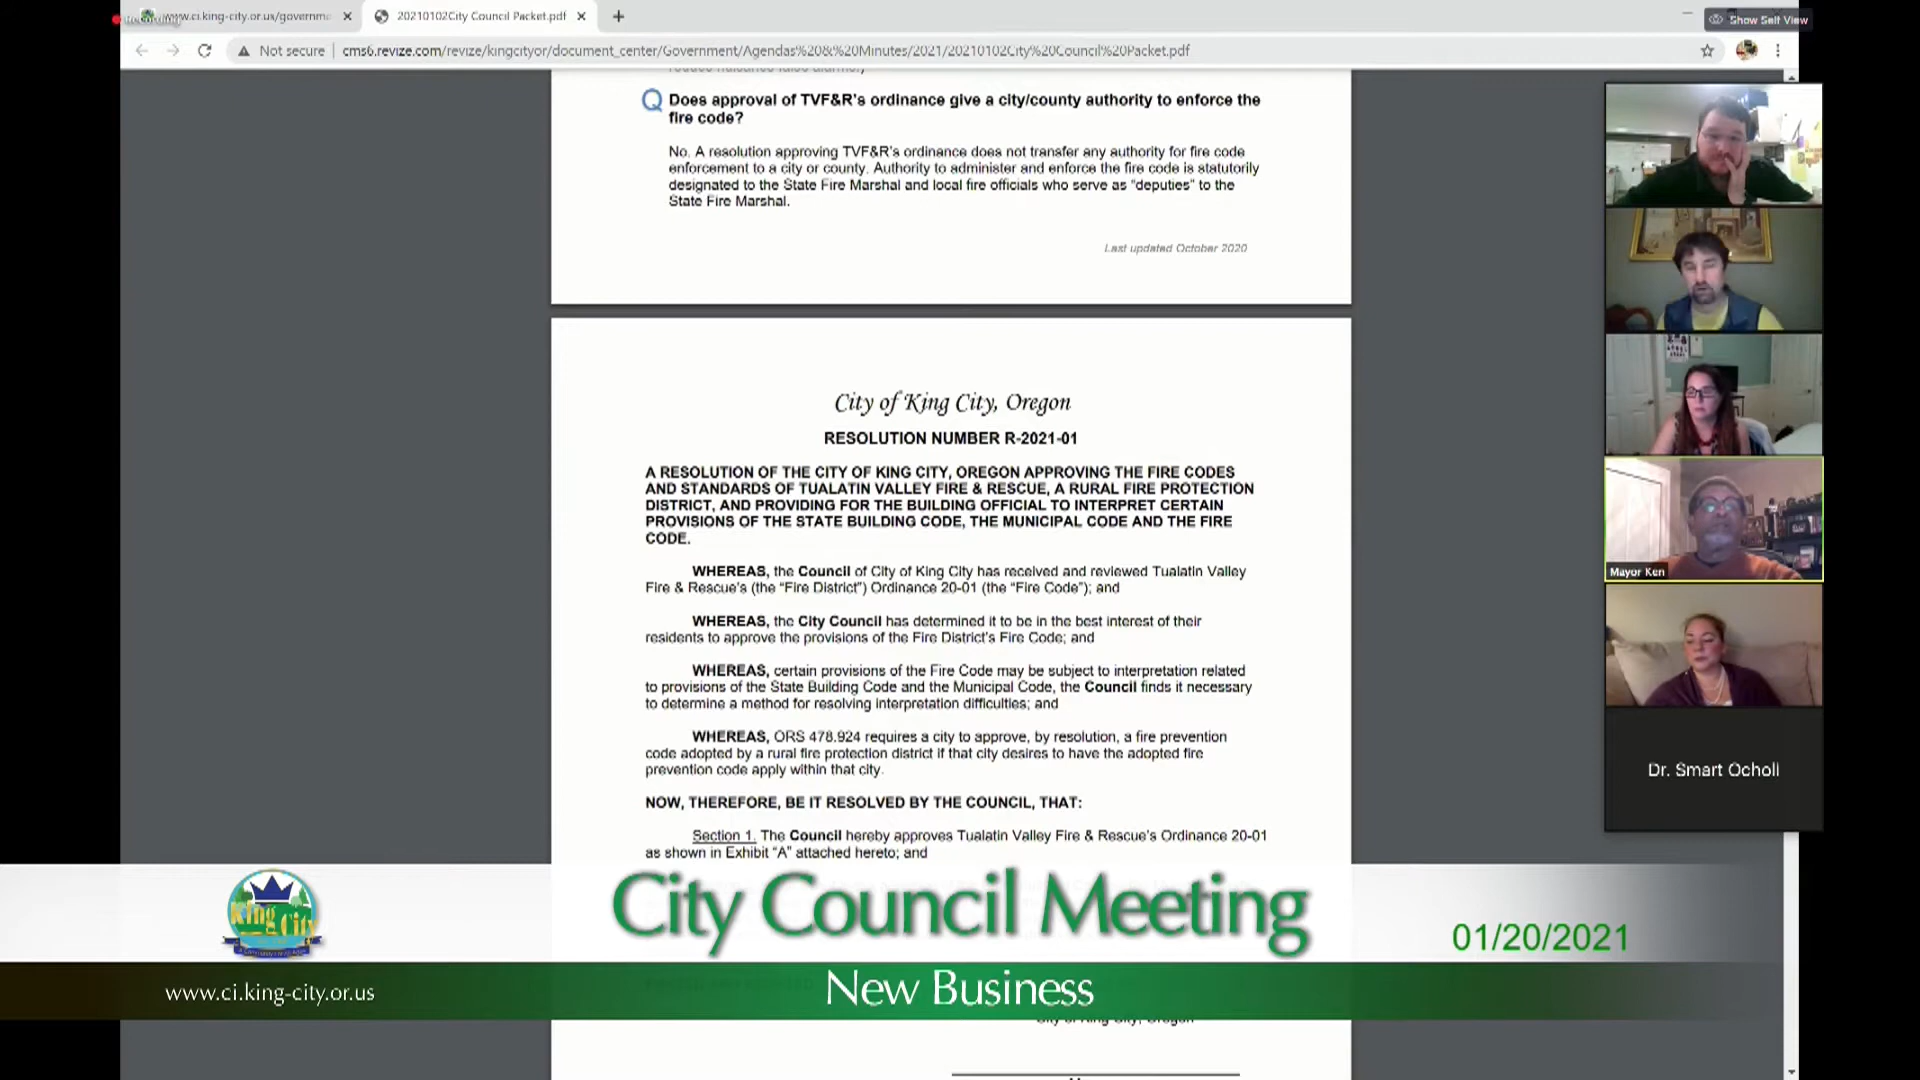 www.ci.king-city.or.us/governme
20210102City Council Packet.pdf
Show Self View
Not secure
cms6.revize.com/revize/kingcityor/document_center/Government/Agendas%20&%20Minutes/2021/20210102City%20Council%20Packet.pdf
Q Does approval of TVF&R's ordinance give a city/county authority to enforce the
fire code?
No. A resolution approving TVF&R's ordinance does not transfer any authority for fire code
enforcement to a city or county. Authority to administer and enforce the fire code is statutorily
designated to the State Fire Marshal and local fire officials who serve as "deputies" to the
State Fire Marshal.
Last updated October 2020
City of King City, Oregon
RESOLUTION NUMBER R-2021-01
A RESOLUTION OF THE CITY OF KING CITY, OREGON APPROVING THE FIRE CODES
AND STANDARDS OF TUALATIN VALLEY FIRE & RESCUE, A RURAL FIRE PROTECTION
DISTRICT, AND PROVIDING FOR THE BUILDING OFFICIAL TO INTERPRET CERTAIN
PROVISIONS OF THE STATE BUILDING CODE, THE MUNICIPAL CODE AND THE FIRE
CODE.
WHEREAS, the Council of City of King City has received and reviewed Tualatin Valley
Fire & Rescue's (the "Fire District") Ordinance 20-01 (the "Fire Code"); and
WHEREAS, the City Council has determined it to be in the best interest of their
residents to approve the provisions of the Fire District's Fire Code; and
WHEREAS, certain provisions of the Fire Code may be subject to interpretation related
to provisions of the State Building Code and the Municipal Code, the Council finds it necessary
to determine a method for resolving interpretation difficulties; and
WHEREAS, ORS 478.924 requires a city to approve, by resolution, a fire prevention
code adopted by a rural fire protection district if that city desires to have the adopted fire
prevention code apply within that city.
NOW, THEREFORE, BE IT RESOLVED BY THE COUNCIL, THAT:
Section 1. The Council hereby approves Tualatin Valley Fire & Rescue's Ordinance 20-01
as shown in Exhibit "A" attached hereto; and
Mayor Ken
Dr. Smart Ocholi
King City
City Council Meeting
01/20/2021
www.ci.king-city.or.us
New Business
City of King City, Oregon